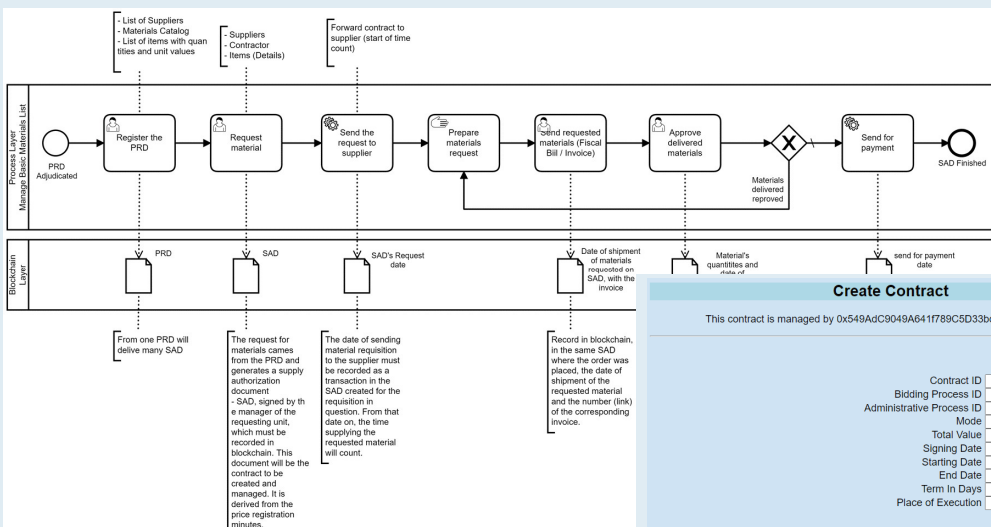 - List of Suppliers
- Materials Catalog
- List of items with quan
tities and unit values
- Suppliers
- Contractor
- Items (Details)
Forward contract to
supplier (start of time
count)
Process Layer
Manage Basic Materials List
PRD
Adjudicated
Register the
PRD
Request
material
Send the
request to
supplier
Prepare
materials
request
Send requested
materials (Fiscal
Biil / Invoice)
Approve
delivered
materials
X
Materials
delivered
reproved
Send for
payment
SAD Finished
Blockchain
Layer
PRD
SAD
SAD's Request
date
Date of shipment
of materials
requested on
SAD, with the
invoice
Material's
quantitites and
date of
send for payment
date
From one PRD will
delive many SAD
The request for
materials cames
from the PRD and
generates a supply
authorization
document
- SAD, signed by th
e manager of the
requesting unit,
which must be
recorded in
blockchain. This
document will be the
contract to be
created and
managed. It is
derived from the
price registration
minutes.
The date of sending
material requisition
to the supplier must
be recorded as a
transaction in the
SAD created for the
requisition in
question. From that
date on, the time
supplying the
requested material
will count.
Record in blockchain,
in the same SAD
where the order was
placed, the date of
shipment of the
requested material
and the number (link)
of the corresponding
invoice.
Create Contract
This contract is managed by 0x549AdC9049A641f789C5D33b
Contract ID
Bidding Process ID
Administrative Process ID
Mode
Total Value
Signing Date
Starting Date
End Date
Term In Days
Place of Execution